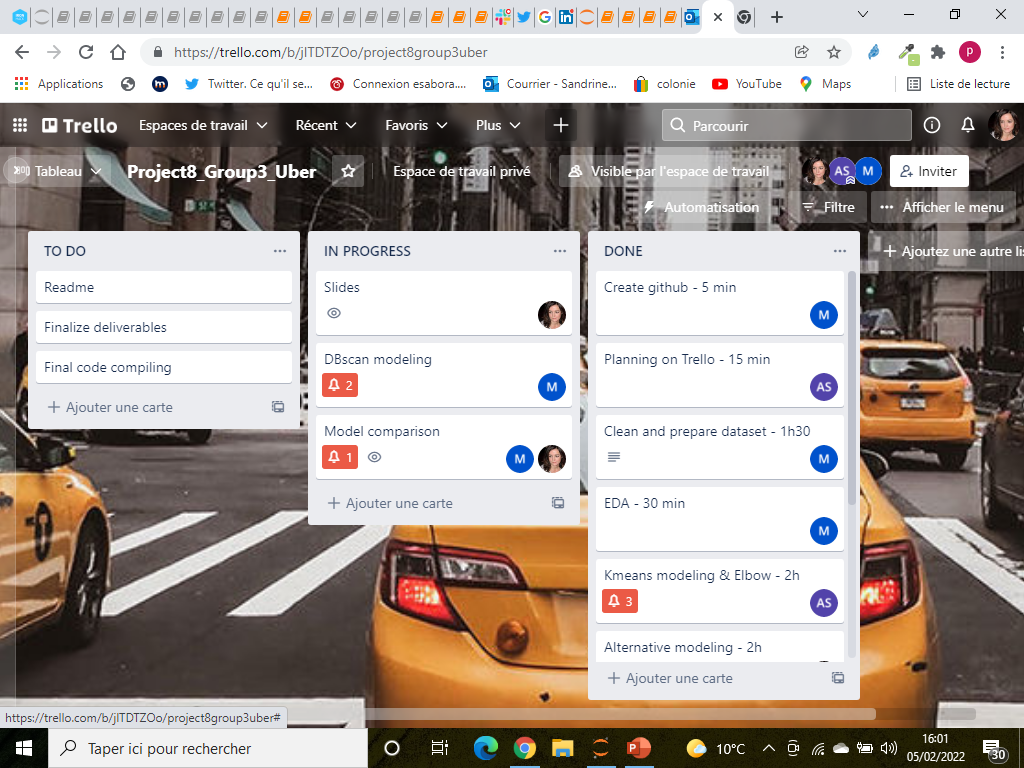 https://trello.com/b/jlTDTZOo/project8group3uber
P
Applications
m
Twitter. Ce qu'il se...
Connexion esabora....
Courrier - Sandrine...
colonie
YouTube
Maps
Liste de lecture
Trello
Espaces de travail
Récent
Favoris
Plus
Parcourir
Tableau
Project8_Group3_Uber
Espace de travail privé
Visible par l'espace de travail
AS
M
Inviter
Automatisation
Filtre
Afficher le menu
TO DO
Readme
Finalize deliverables
Final code compiling
Ajouter une carte
IN PROGRESS
Slides
DBscan modeling
2
M
Model comparison
1
M
Ajouter une carte
DONE
Create github - 5 min
M
Planning on Trello - 15 min
AS
Clean and prepare dataset - 1h30
M
EDA - 30 min
M
Kmeans modeling & Elbow - 2h
3
AS
Alternative modeling - 2h
Ajouter une carte
Ajoutez une autre lis
https://trello.com/b/jlTDTZOo/project8group3uber#
Taper ici pour rechercher
10°C
16:01
05/02/2022
30